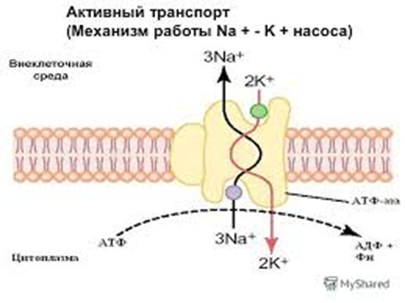 Активный транспорт
(Механизм работы Na + - K + насоса)
Внеклеточная
среда
3Na+
2K+
АТФ-аза
АТФ
3Na+
АДФ +
Фн
Цитоплазма
2K+
MyShared